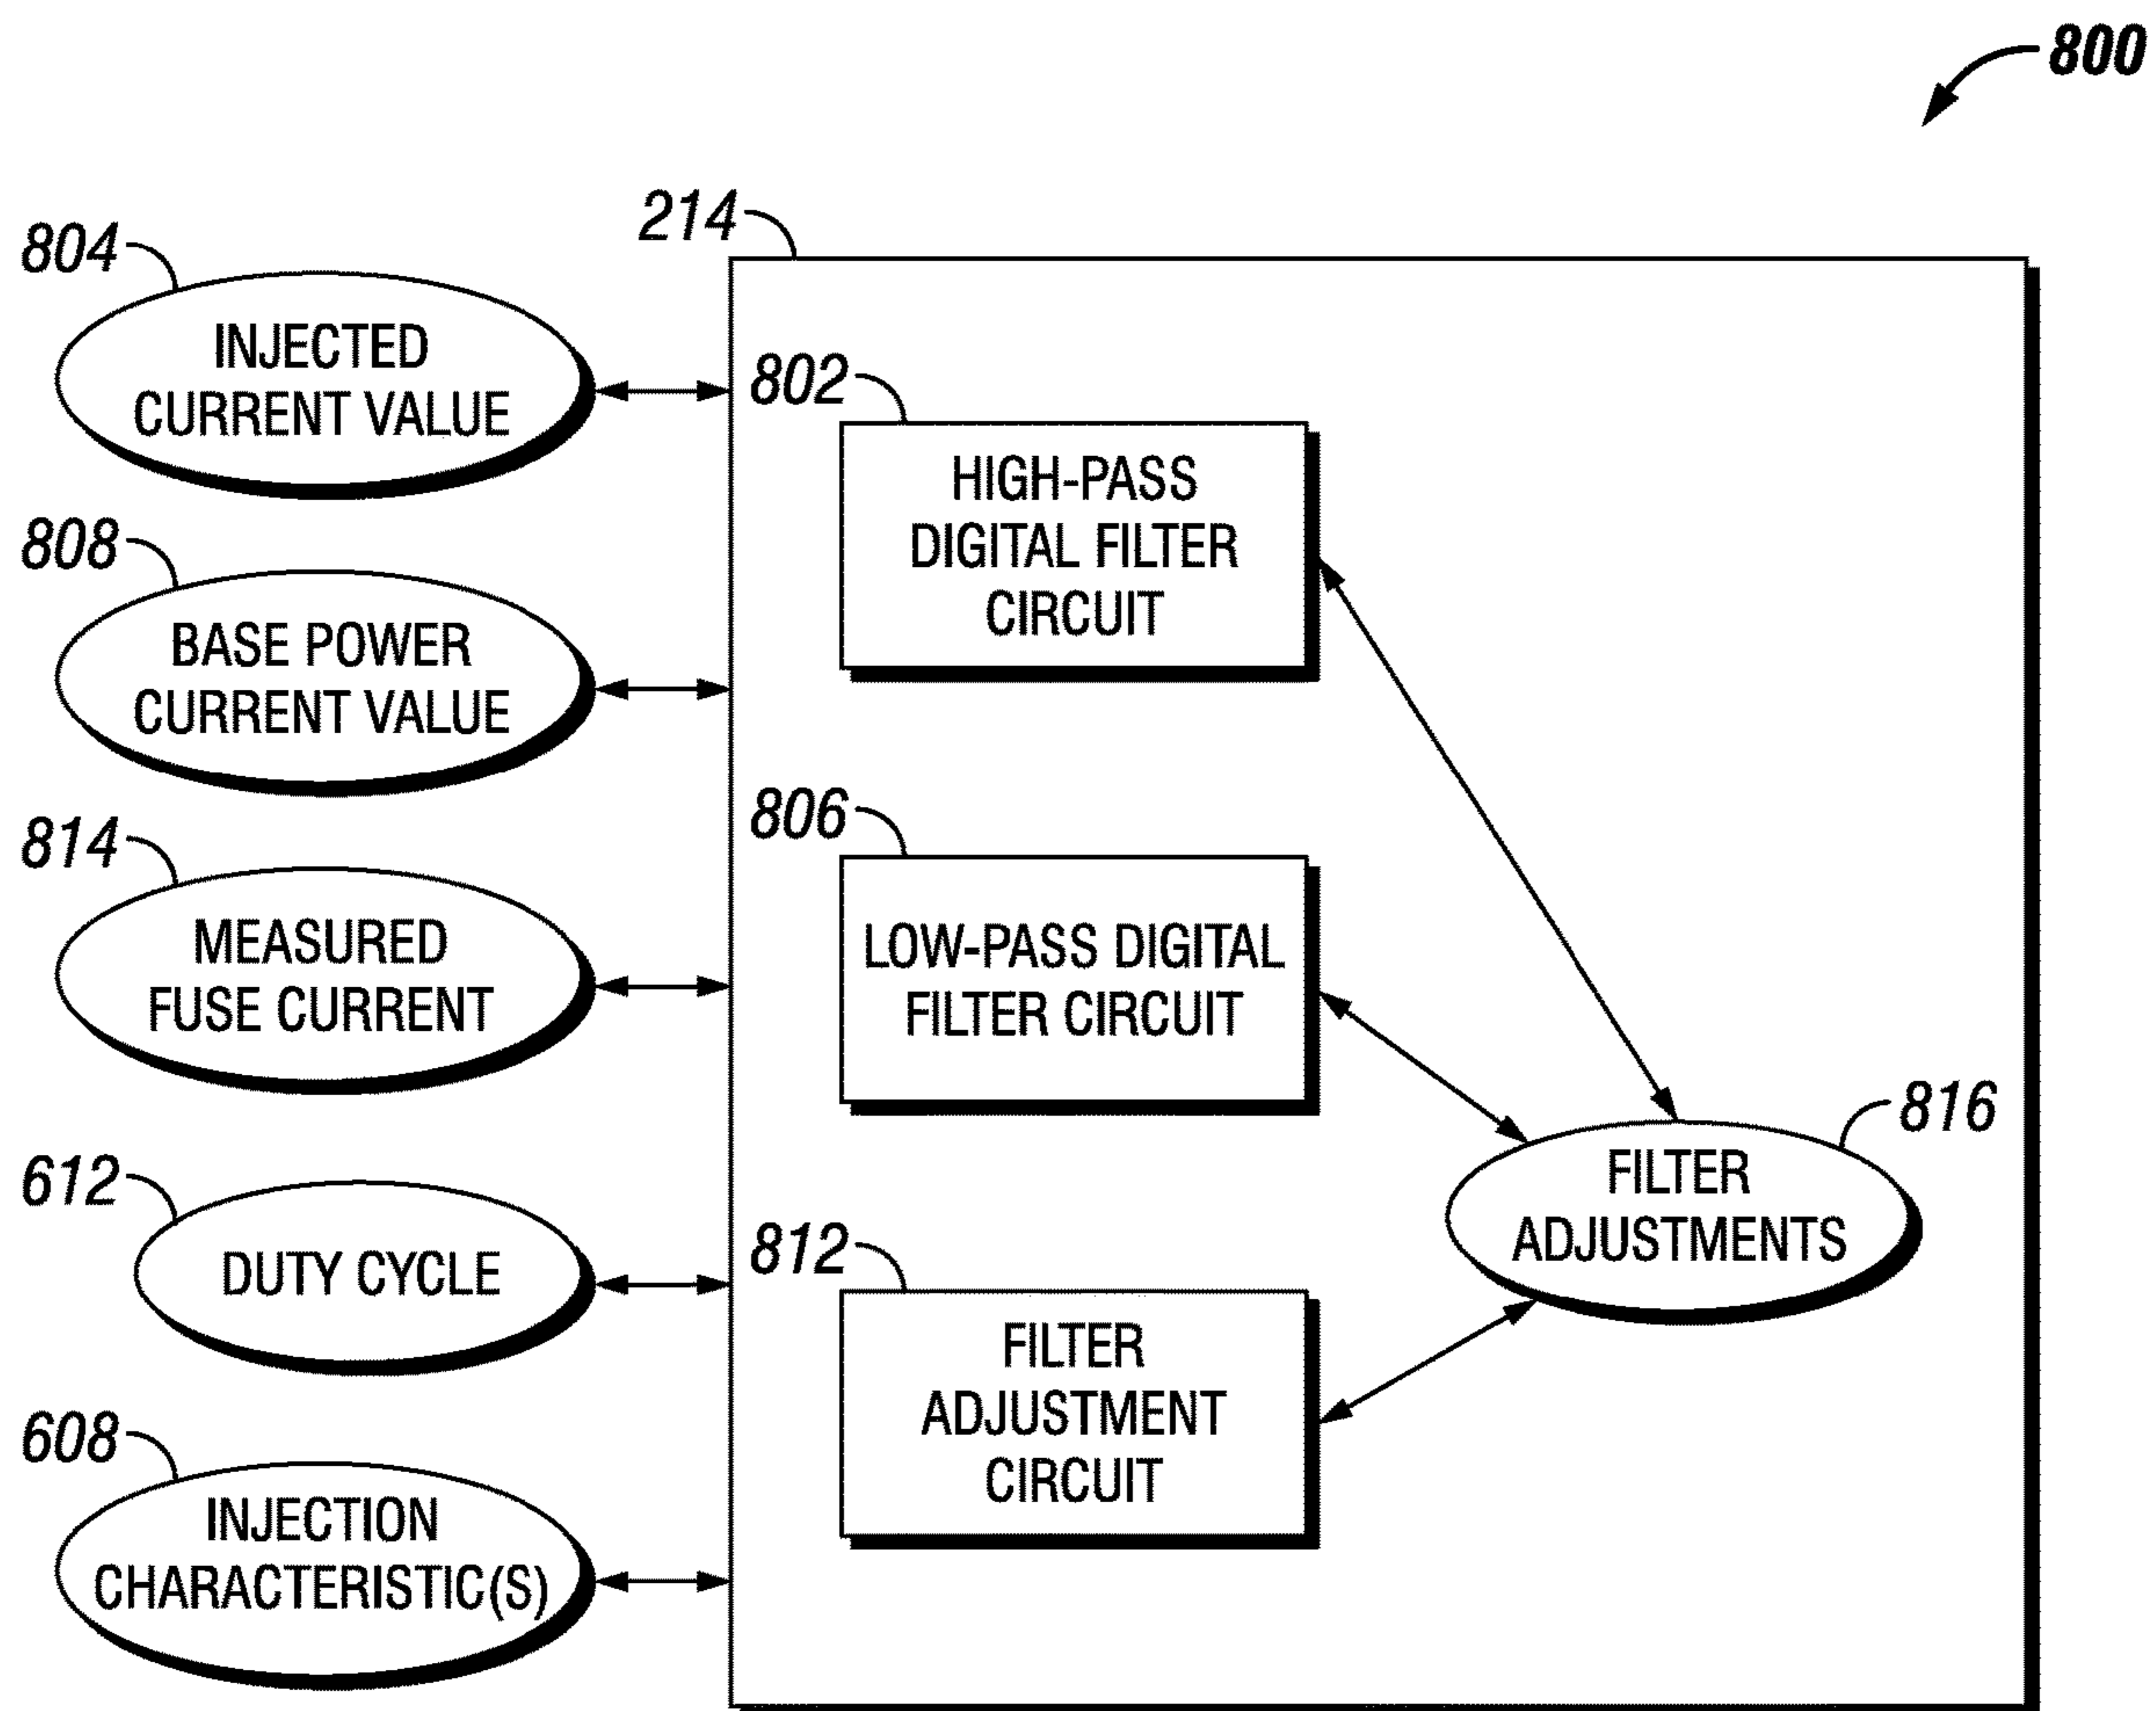 800
214
804
INJECTED
CURRENT VALUE
802
HIGH-PASS
DIGITAL FILTER
CIRCUIT
808
BASE POWER
CURRENT VALUE
806
LOW-PASS DIGITAL
FILTER CIRCUIT
814
MEASURED
FUSE CURRENT
816
FILTER
ADJUSTMENTS
612
DUTY CYCLE
812
FILTER
ADJUSTMENT
CIRCUIT
608
INJECTION
CHARACTERISTIC(S)